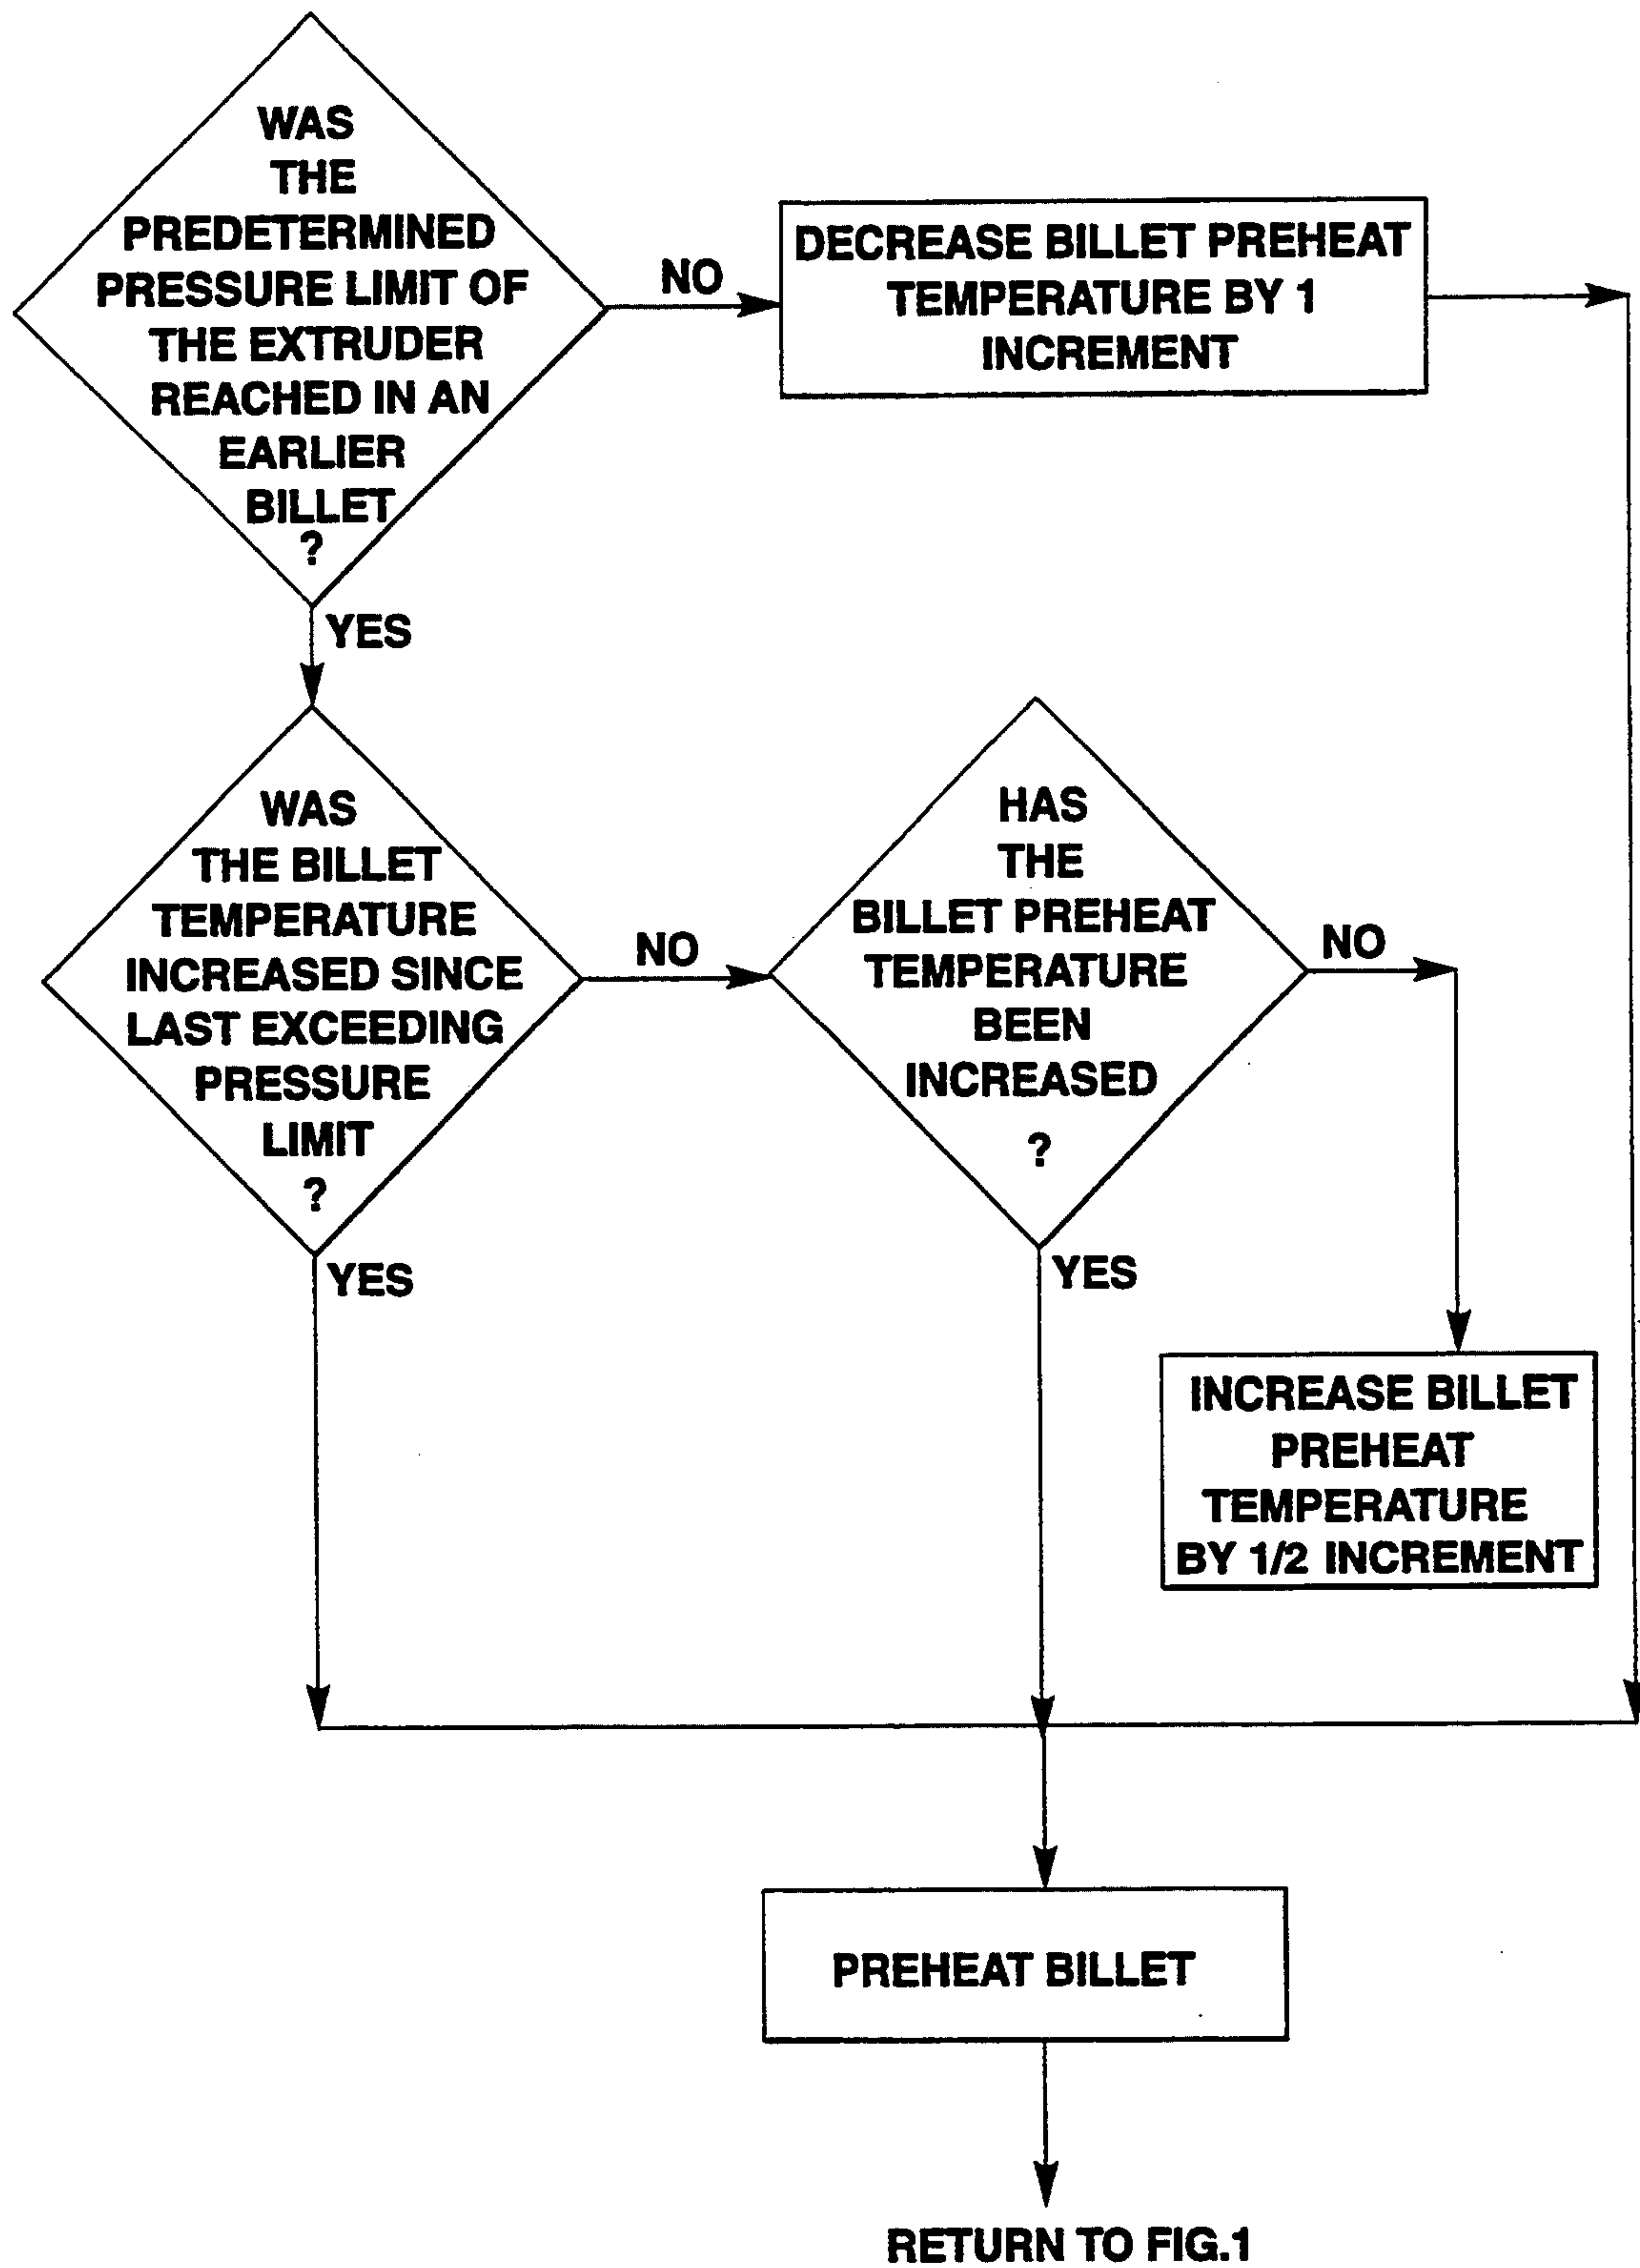 WAS
THE
PREDETERMINED
PRESSURE LIMIT OF
THE EXTRUDER
REACHED IN AN
EARLIER
BILLET
?
NO
DECREASE BILLET PREHEAT
TEMPERATURE BY 1
INCREMENT
YES
WAS
THE BILLET
TEMPERATURE
INCREASED SINCE
LAST EXCEEDING
PRESSURE
LIMIT
?
NO
HAS
THE
BILLET PREHEAT
TEMPERATURE
BEEN
INCREASED
?
NO
YES
YES
INCREASE BILLET
PREHEAT
TEMPERATURE
BY 1/2 INCREMENT
PREHEAT BILLET
RETURN TO FIG.1